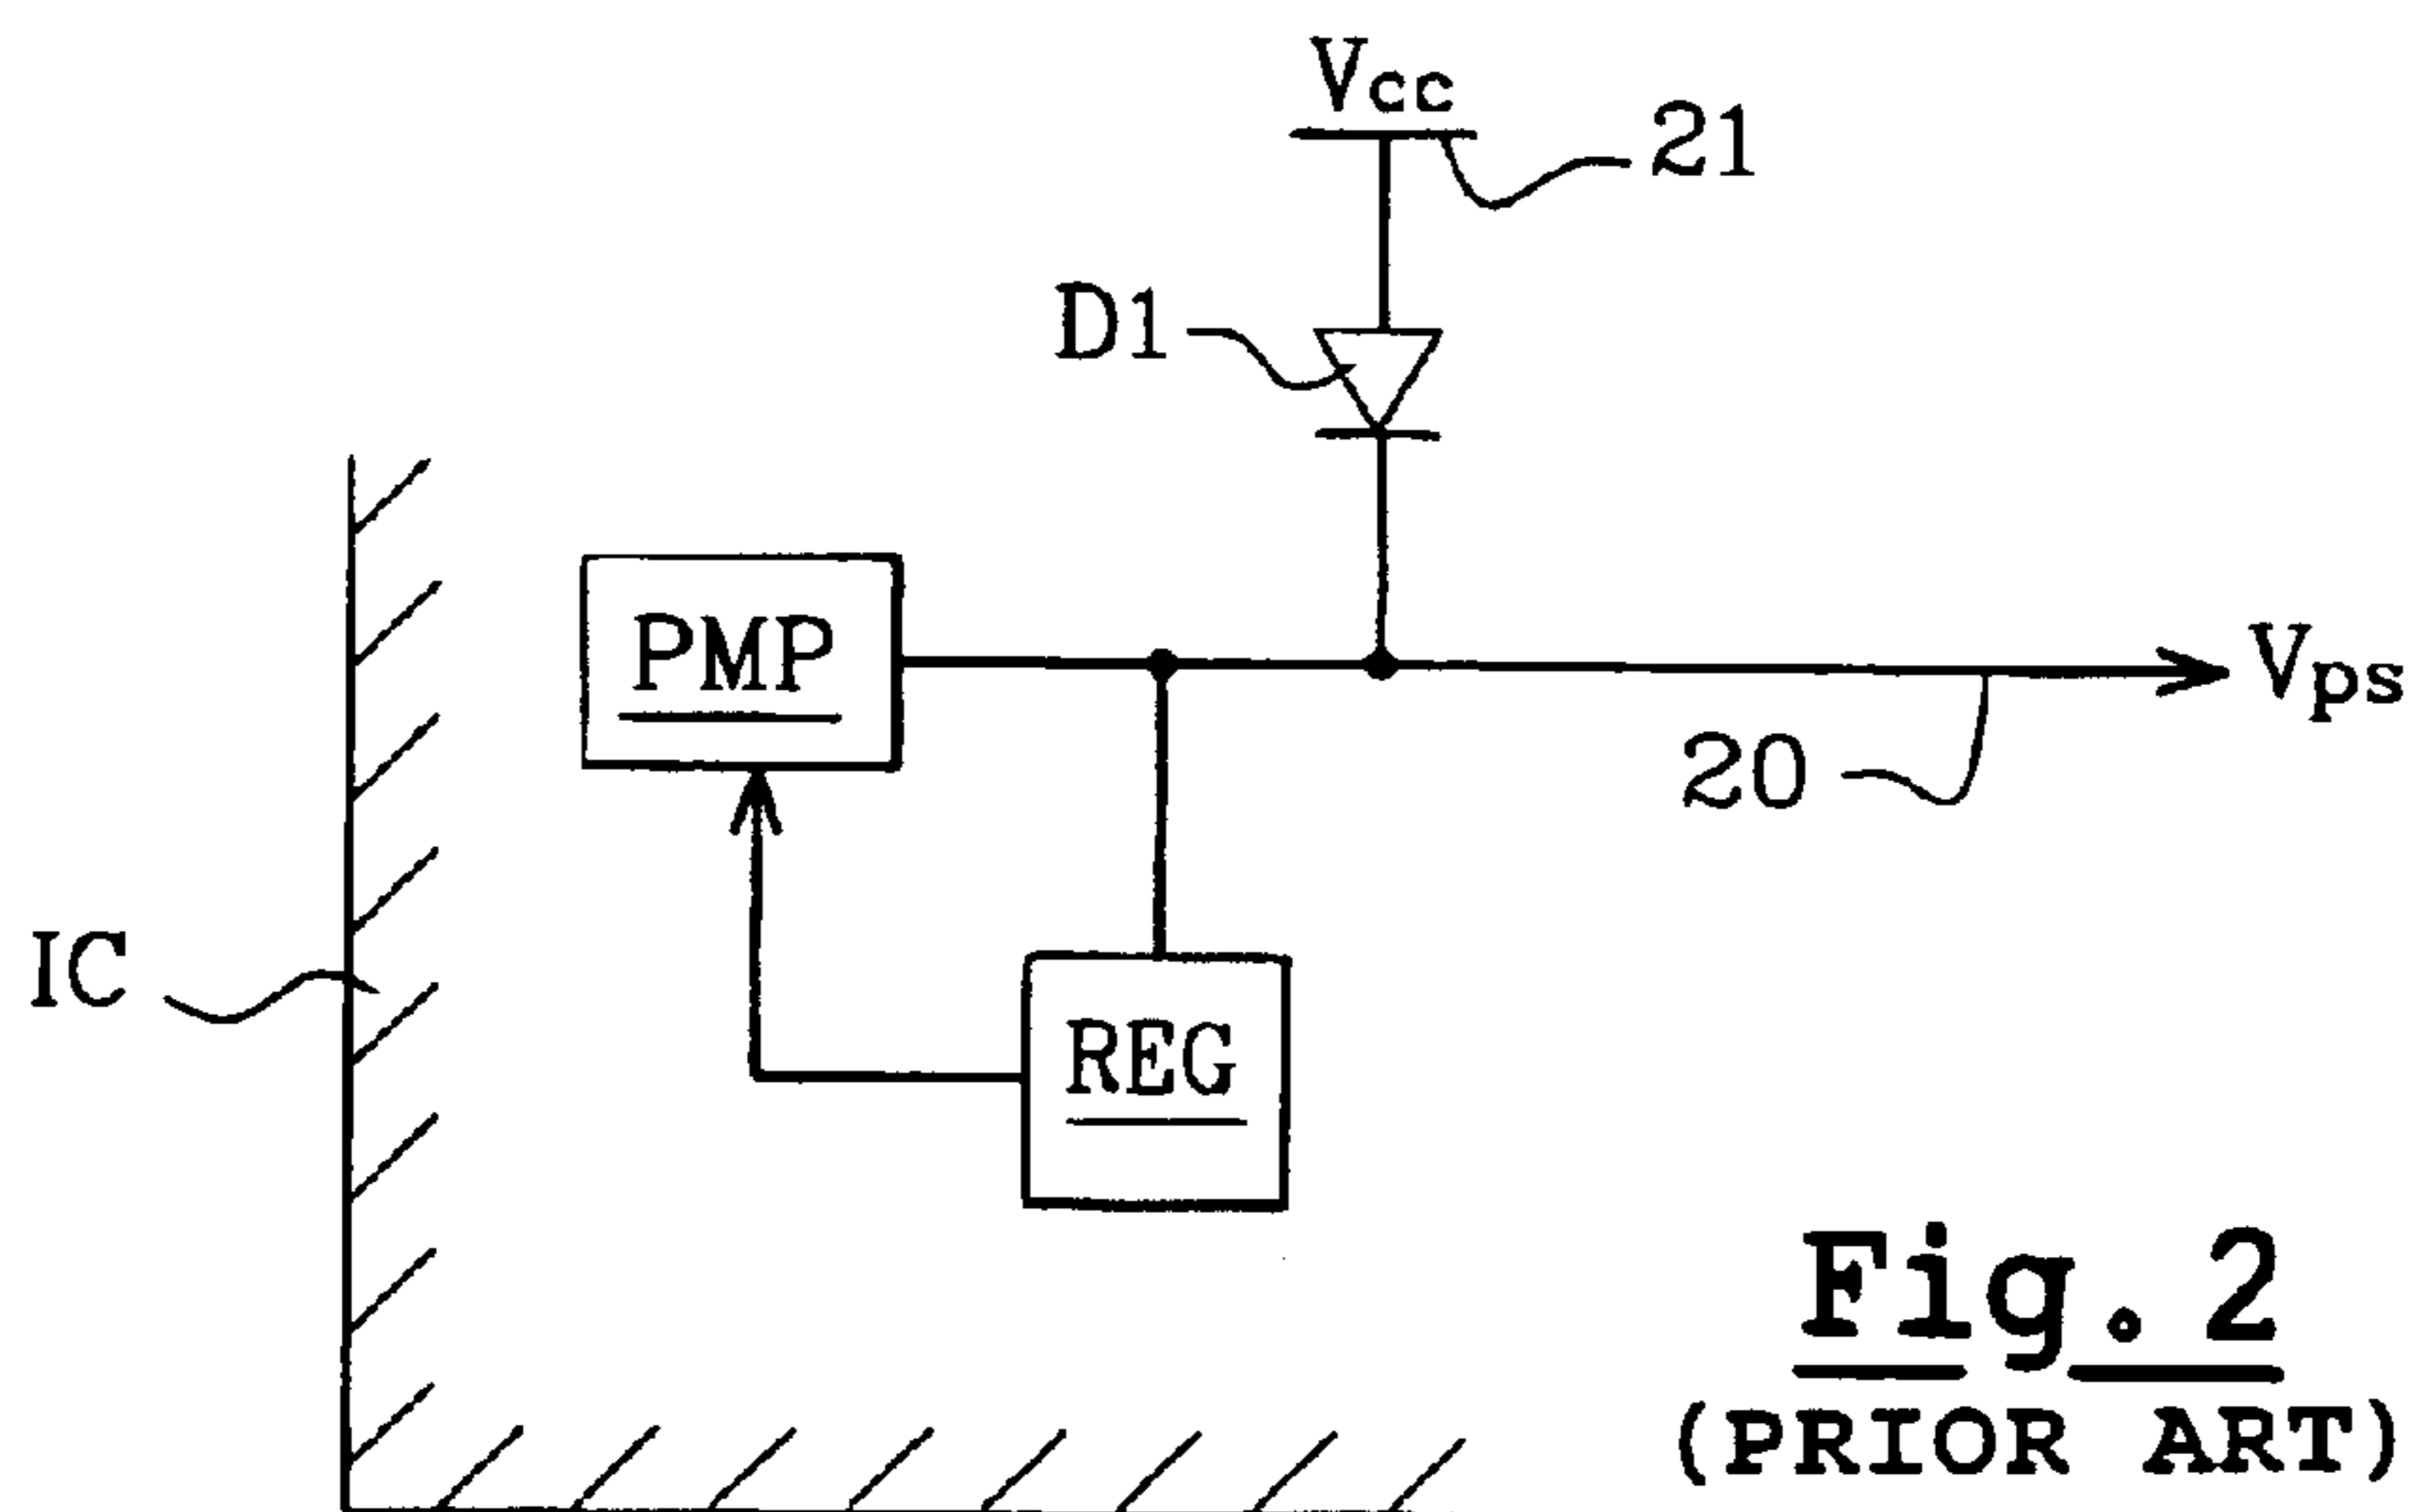 Vcc
21
D1
PMP
Vps
20
IC
REG
Fig. 2
(PRIOR ART)